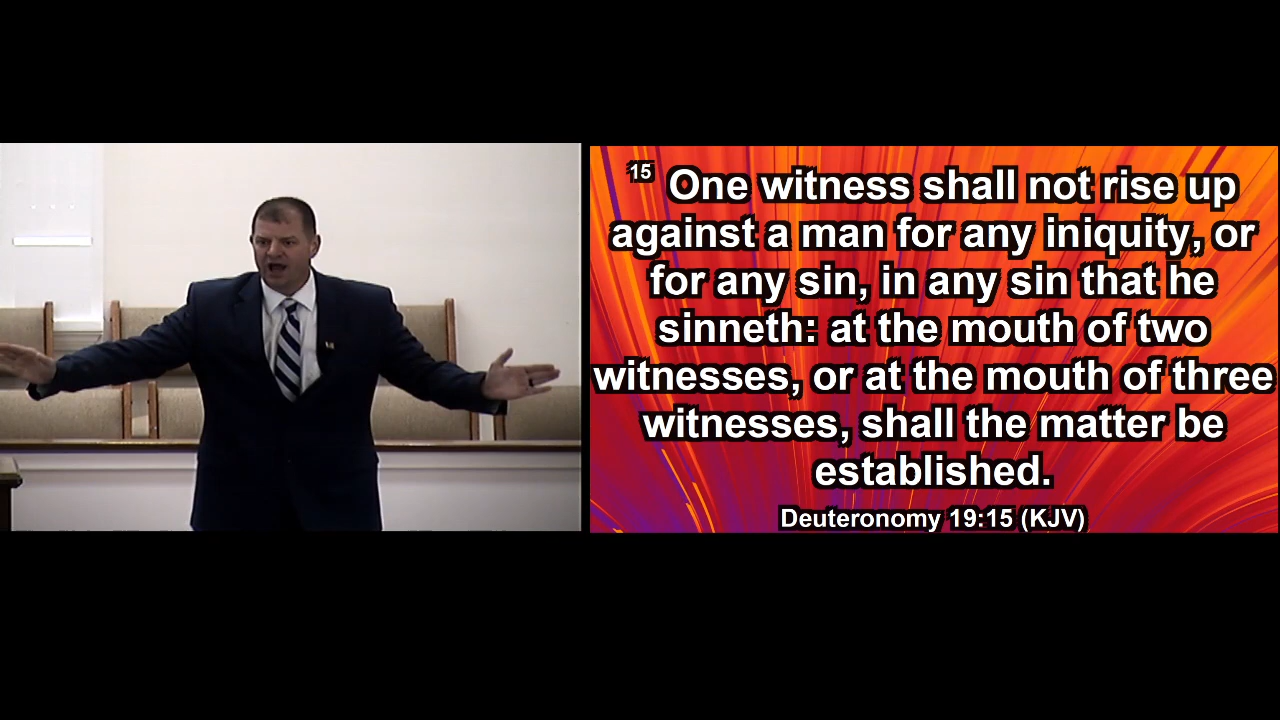 15 One witness shall not rise up
against a man for any iniquity, or
for any sin, in any sin that he
sinneth: at the mouth of two
witnesses, or at the mouth of three
witnesses, shall the matter be
established.
Deuteronomy 19:15 (KJV)